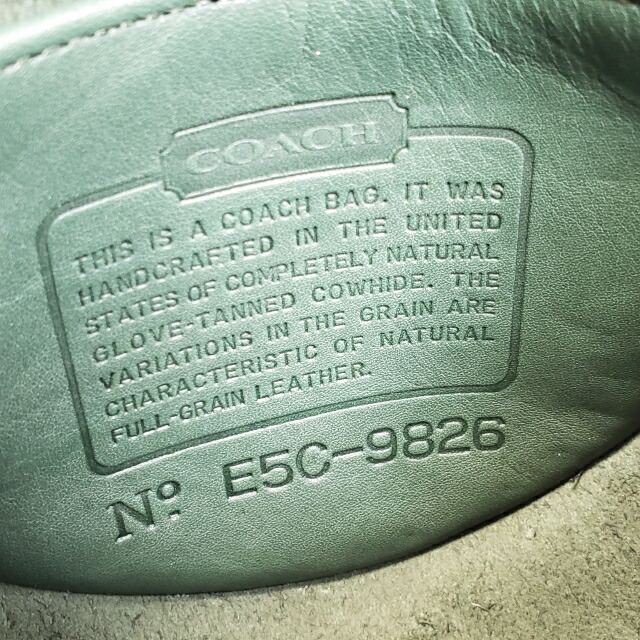 COACH
THIS IS A COACH BAG. IT WAS
HANDCRAFTED IN THE UNITED
STATES OF COMPLETELY NATURAL
GLOVE-TANNED COWHIDE. THE
VARIATIONS IN THE GRAIN ARE
CHARACTERISTIC OF NATURAL
FULL-GRAIN LEATHER.
Nº E5C-9826